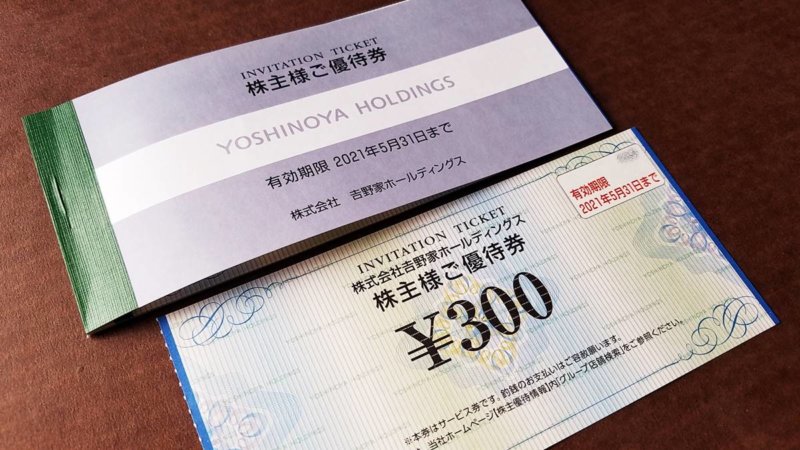 INVITATION TICKET
株主様ご優待券
YOSHINOYA HOLDINGS
有効期限 2021年5月31日まで
株式会社 吉野家ホールディングス
有効期限
2021年5月31日まで
INVITATION TICKET
株式会社吉野家ホールディングス
株主様ご優待券
¥300
※本券はサービス券です。釣銭のお支払いはご容赦願います。
当社ホームページ【株主優待情報】内「グループ店舗検索」をご参照ください。